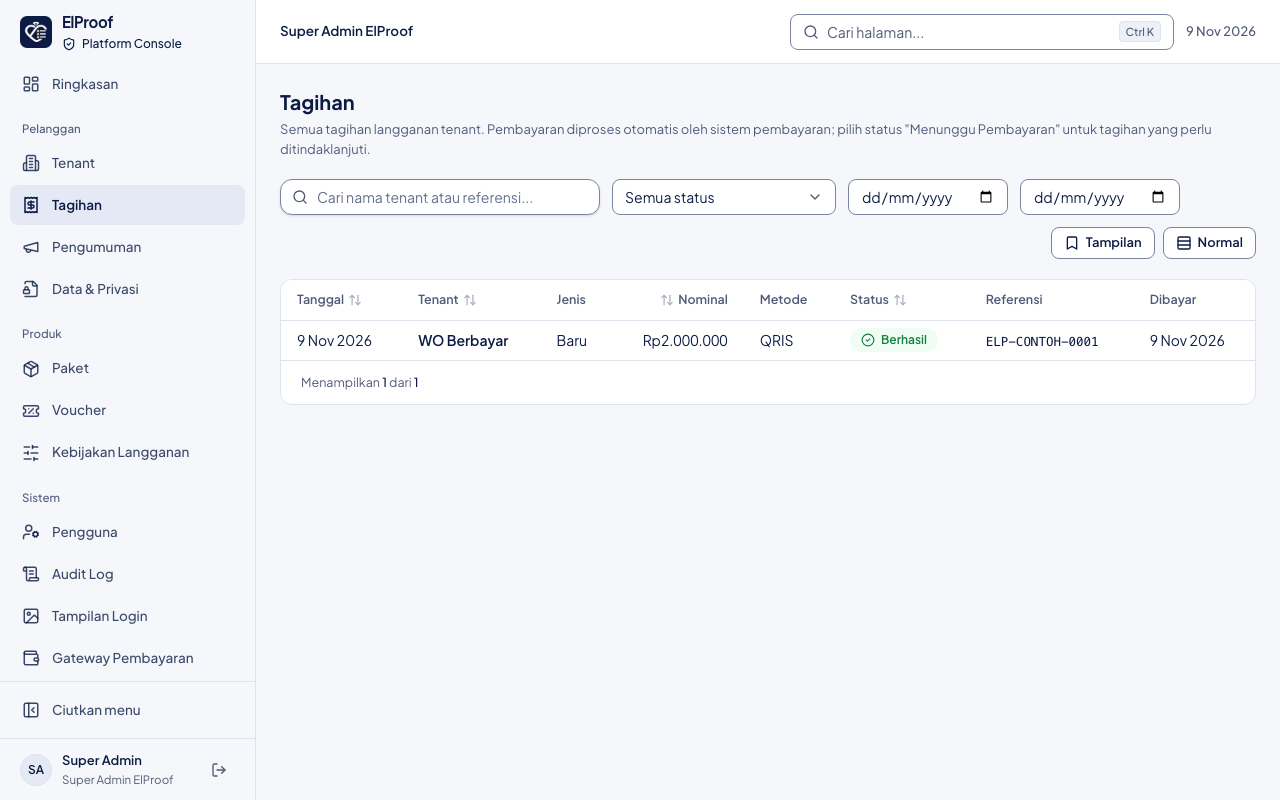 ElProof
Platform Console
Ringkasan
Pelanggan
Tenant
Tagihan
Pengumuman
Data & Privasi
Produk
Paket
Voucher
Kebijakan Langganan
Sistem
Pengguna
Audit Log
Tampilan Login
Gateway Pembayaran
Ciutkan menu
SA
Super Admin
Super Admin ElProof
Super Admin ElProof
Cari halaman...
Ctrl K
9 Nov 2026
Tagihan
Semua tagihan langganan tenant. Pembayaran diproses otomatis oleh sistem pembayaran; pilih status "Menunggu Pembayaran" untuk tagihan yang perlu
ditindaklanjuti.
Cari nama tenant atau referensi...
Semua status
dd/mm/yyyy
dd/mm/yyyy
Tampilan
Normal
Tanggal Tenant Jenis Nominal Metode Status Referensi Dibayar
9 Nov 2026 WO Berbayar Baru Rp2.000.000 QRIS Berhasil ELP-CONTOH-0001 9 Nov 2026
Menampilkan 1 dari 1